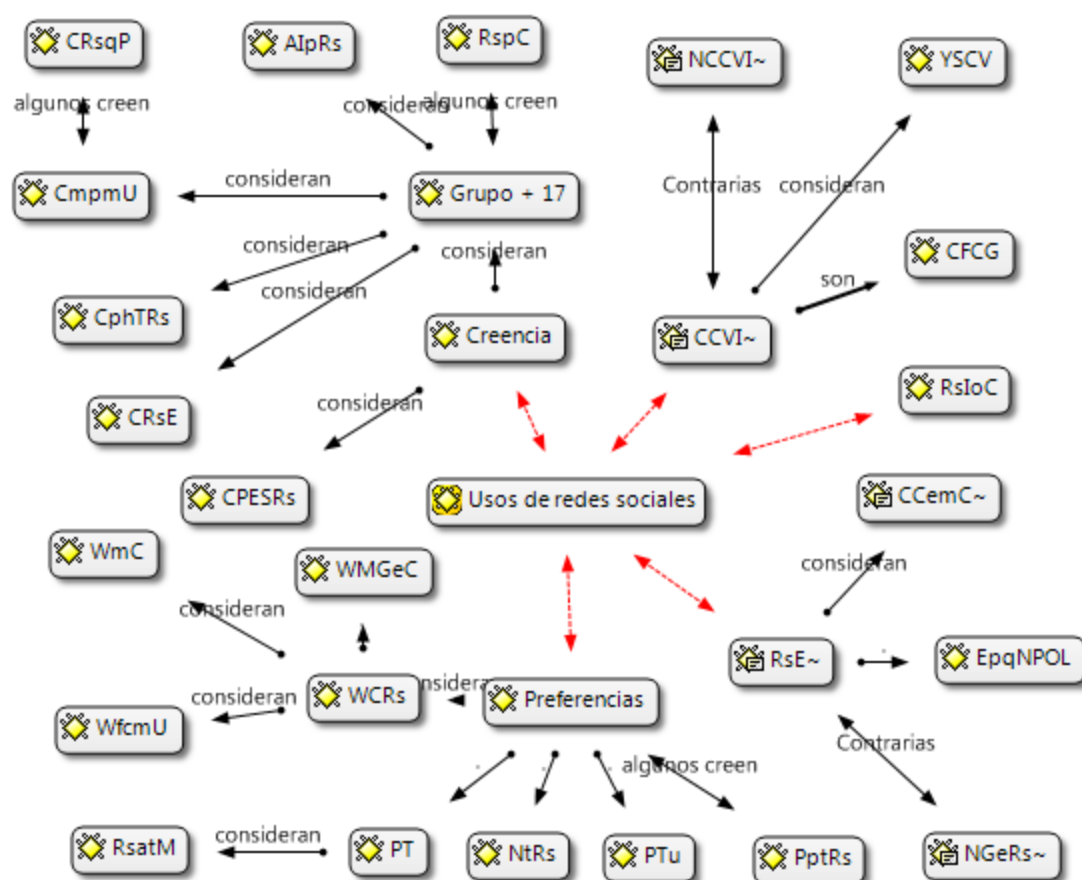 CRsqP
AIpRs
RspC
NCCVI~
YSCV
algunos creen
consideran
algunos creen
CmpmU
consideran
Grupo + 17
Contrarias
consideran
consideran
consideran
CFCG
consideran
son
CphTRs
Creencia
CCVI~
RsIoC
CRsE
consideran
CPESRs
Usos de redes sociales
CCemC~
WmC
WMGeC
consideran
consideran
RsE~
EpqNPOL
WCRs
nsidera
Preferencias
consideran
WfcmU
Contrarias
algunos creen
RsatM
consideran
PT
NtRs
PTu
PptRs
NGeRs~